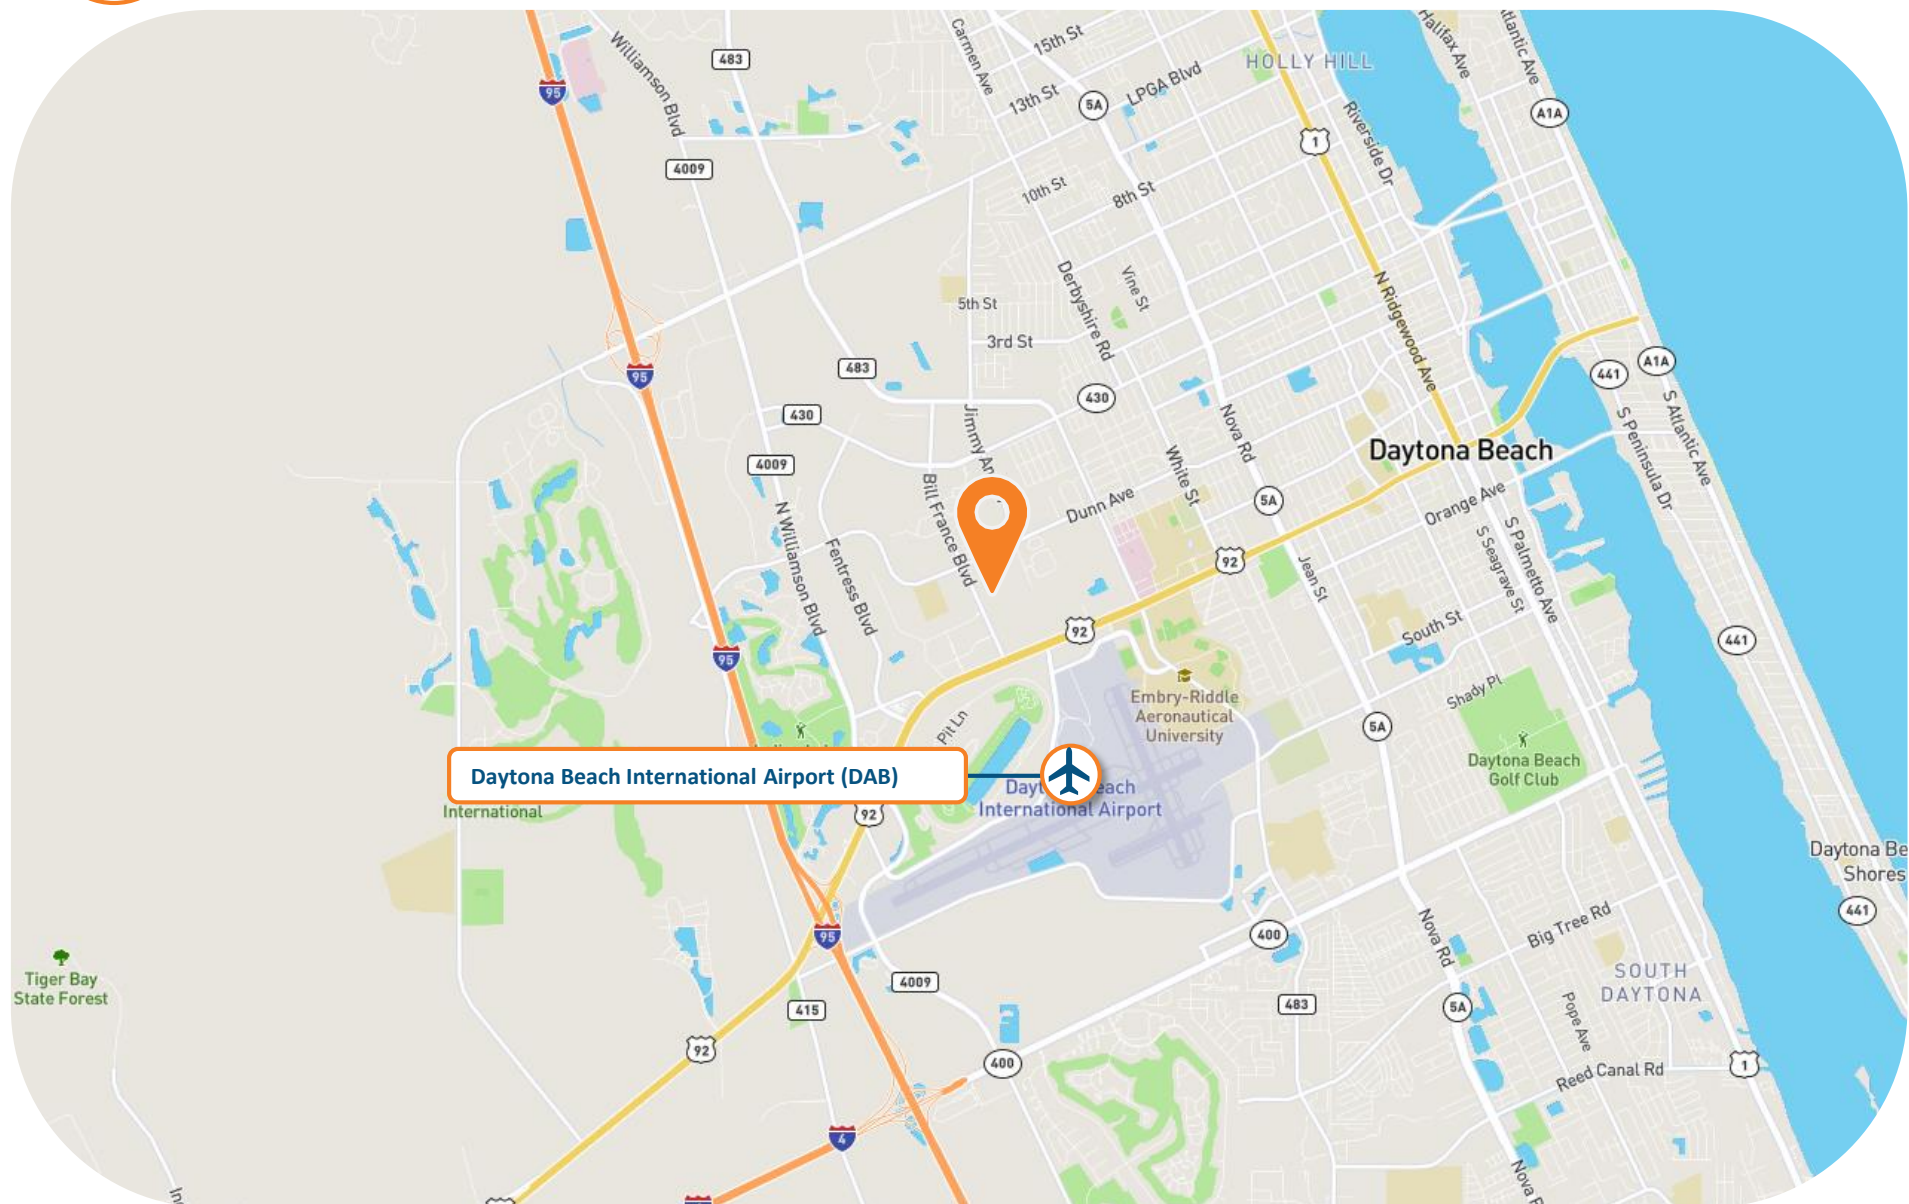 Carmen Ave
15th St
Halifax Ave
Atlantic Ave
Williamson Blvd
483
HOLLY HILL
95
13th St
5A
LPGA Blvd
A1A
Riverside Dr
1
4009
10th St
8th St
Derbyshire Rd
Vine St
N Ridgewood Ave
5th St
3rd St
483
95
441
A1A
430
430
Jimmy An
Nova Rd
S Peninsula Dr
S Atlantic Ave
Daytona Beach
4009
White St
Bill France Blvd
Dunn Ave
5A
Orange Ave
N Williamson Blvd
Fentress Blvd
S Seagrave St
S Palmetto Ave
92
Jean St
92
South St
441
95
Embry-Riddle
Aeronautical
University
Shady Pl
Pit Ln
5A
Daytona Beach
Golf Club
Daytona Beach International Airport (DAB)
International Airport
International
92
Daytona Be
Shores
441
Nova Rd
Big Tree Rd
95
400
Tiger Bay
State Forest
SOUTH
DAYTONA
4009
415
483
5A
Pope Ave
92
400
Reed Canal Rd
1
4
Nova R